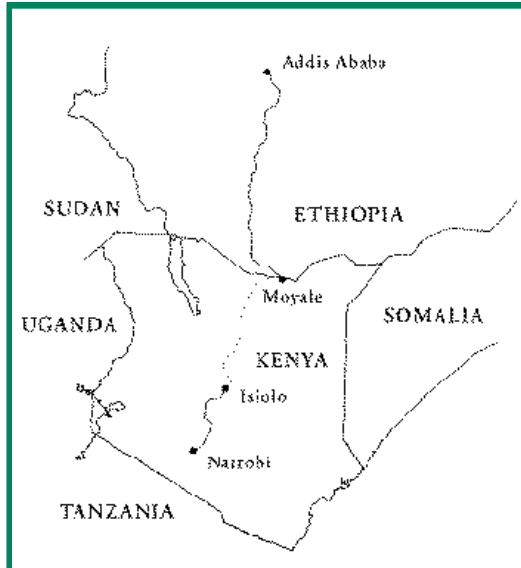 Addis Ababa
SUDAN
ETHIOPIA
Moyale
UGANDA
SOMALIA
KENYA
Isiolo
Nairobi
TANZANIA